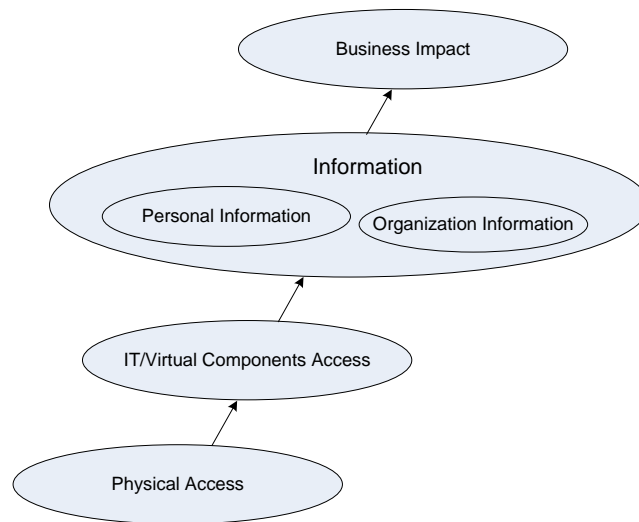 Business Impact
Information
Personal Information
Organization Information
IT/Virtual Components Access
Physical Access